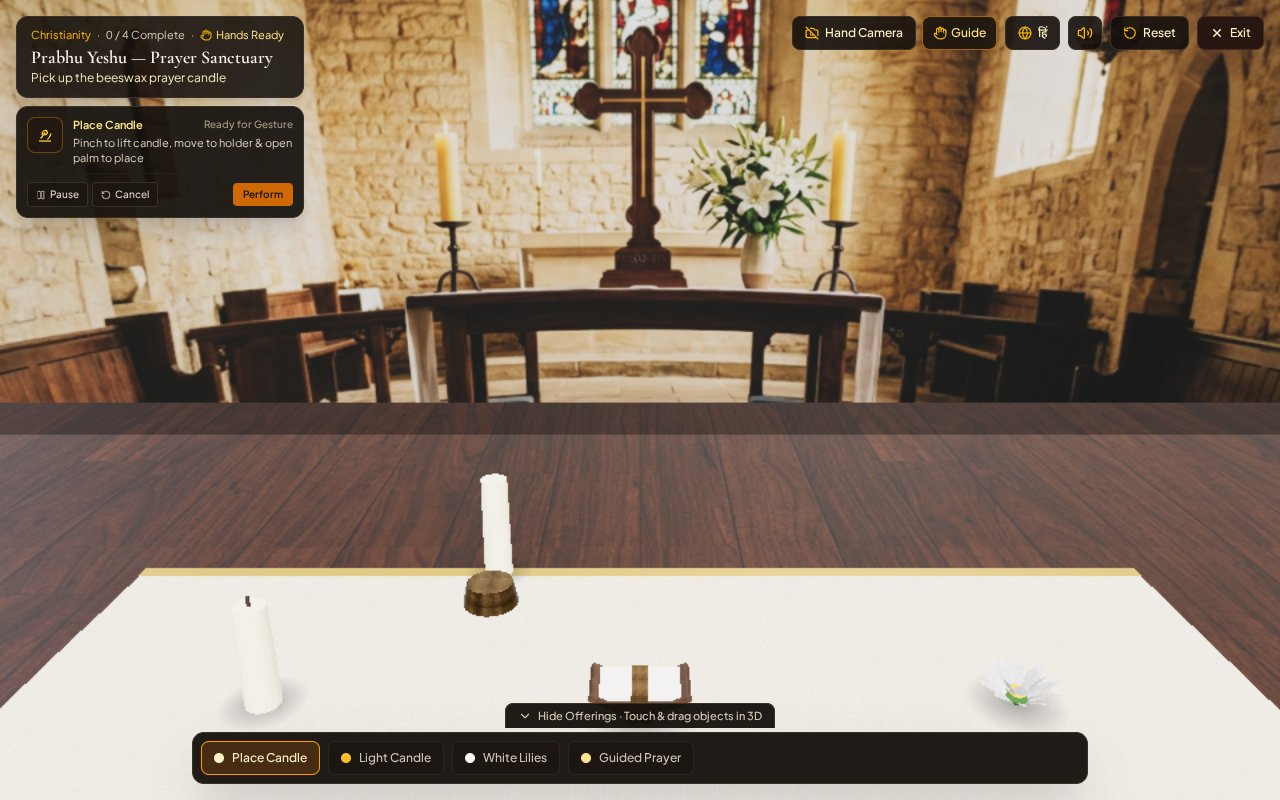 Christianity · 0 / 4 Complete · Hands Ready
Prabhu Yeshu — Prayer Sanctuary
Pick up the beeswax prayer candle
Hand Camera
Guide
हिं
Reset
Exit
Place Candle
Ready for Gesture
Pinch to lift candle, move to holder & open
palm to place
Pause
Cancel
Perform
Hide Offerings · Touch & drag objects in 3D
Place Candle
Light Candle
White Lilies
Guided Prayer